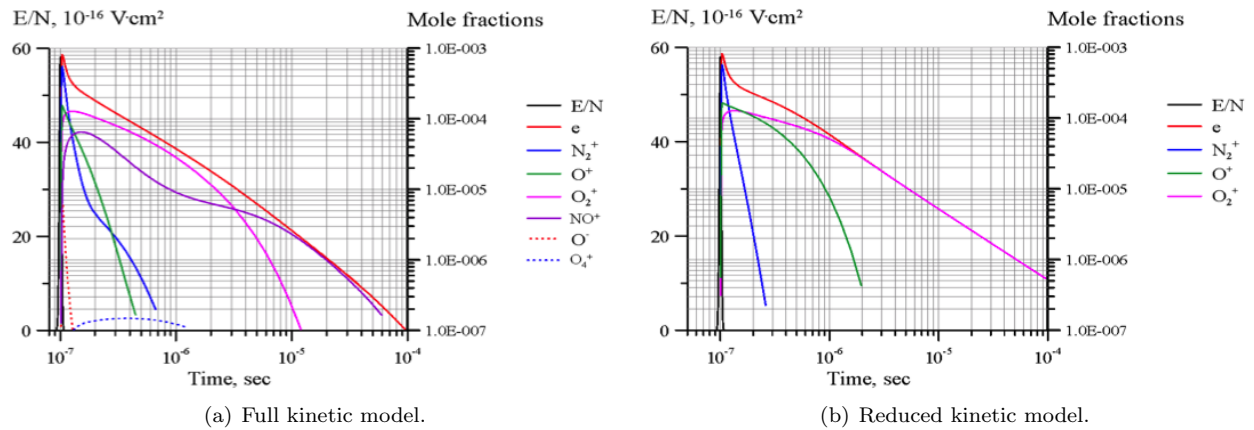 E/N, 10⁻¹⁶ V·cm²
Mole fractions
60
40
20
0
1.0E-003
1.0E-004
1.0E-005
1.0E-006
1.0E-007
10⁻⁷
10⁻⁶
10⁻⁵
10⁻⁴
Time, sec
E/N
e
N₂⁺
O⁺
O₂⁺
NO⁺
O⁻
O₄⁺
(a) Full kinetic model.
E/N, 10⁻¹⁶ V·cm²
Mole fractions
60
40
20
0
1.0E-003
1.0E-004
1.0E-005
1.0E-006
1.0E-007
10⁻⁷
10⁻⁶
10⁻⁵
10⁻⁴
Time, sec
E/N
e
N₂⁺
O⁺
O₂⁺
(b) Reduced kinetic model.